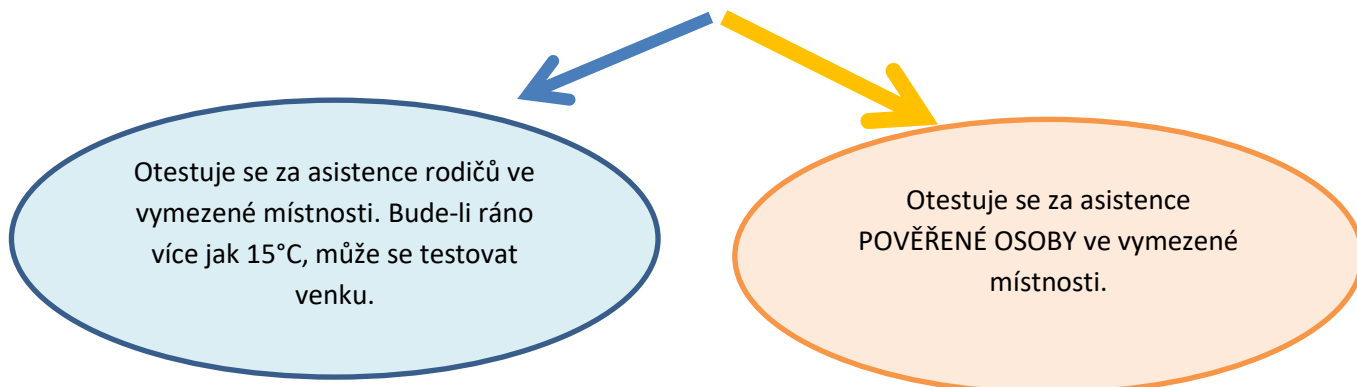 Otestuje se za asistence rodičů ve
vymezené místnosti. Bude-li ráno
více jak 15°C, může se testovat
venku.
Otestuje se za asistence
POVĚŘENÉ OSOBY ve vymezené
místnosti.